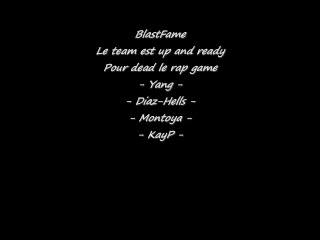 BlastFame
Le team est up and ready
Pour dead le rap game
- Yang -
- Diaz-Hells -
- Montoya -
- KayP -